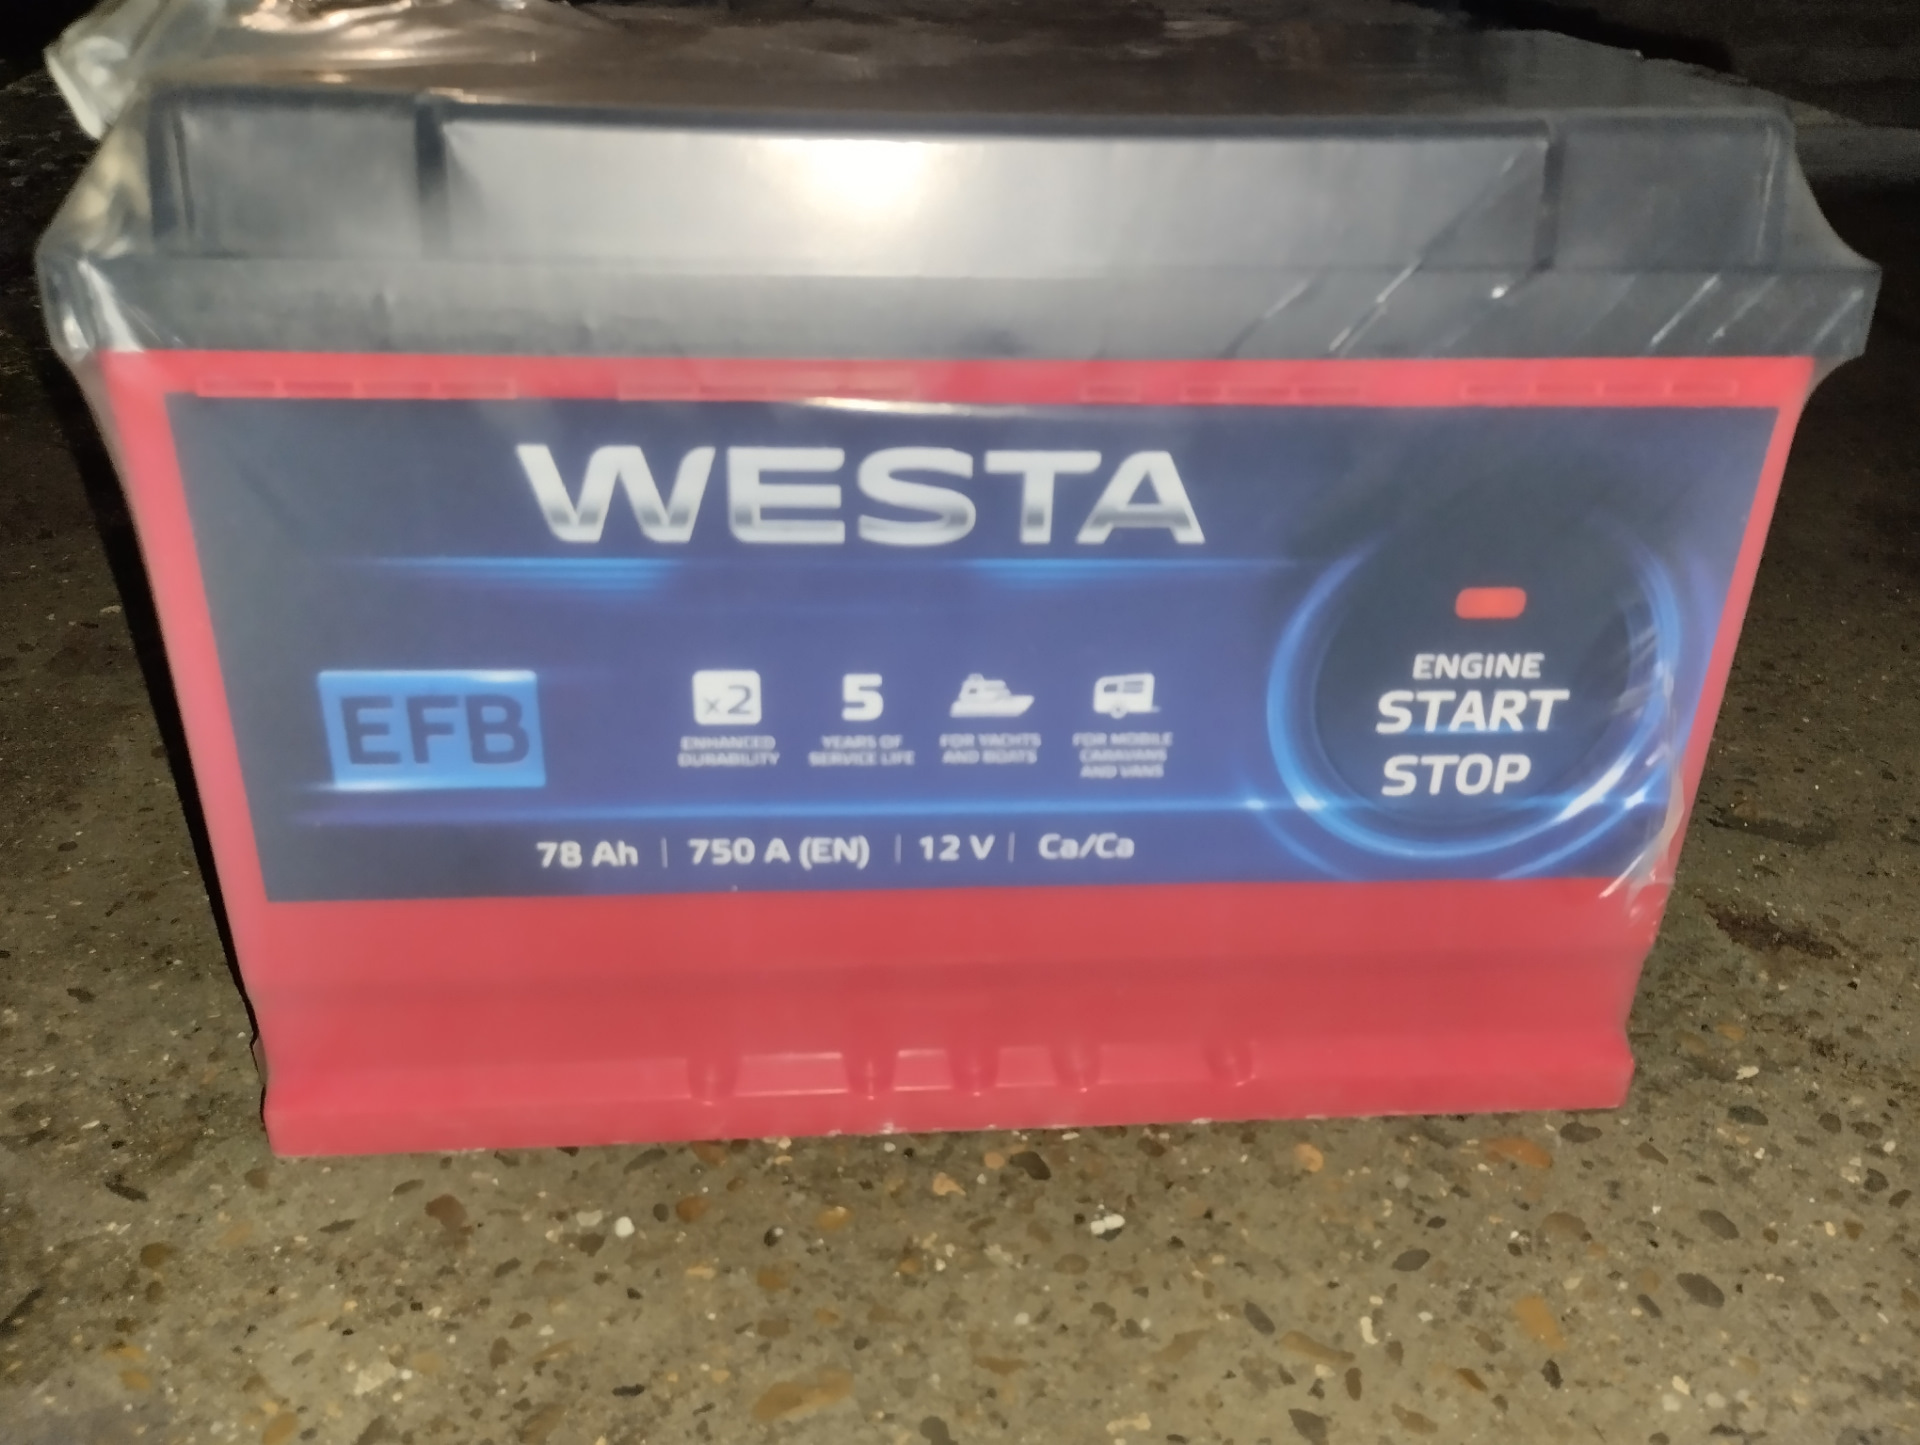 WESTA
EFB
x2
ENHANCED
DURABILITY
5
YEARS OF
SERVICE LIFE
FOR YACHTS
AND BOATS
FOR MOBILE
CARAVANS
AND VANS
ENGINE
START
STOP
78 Ah | 750 A (EN) | 12 V | Ca/Ca